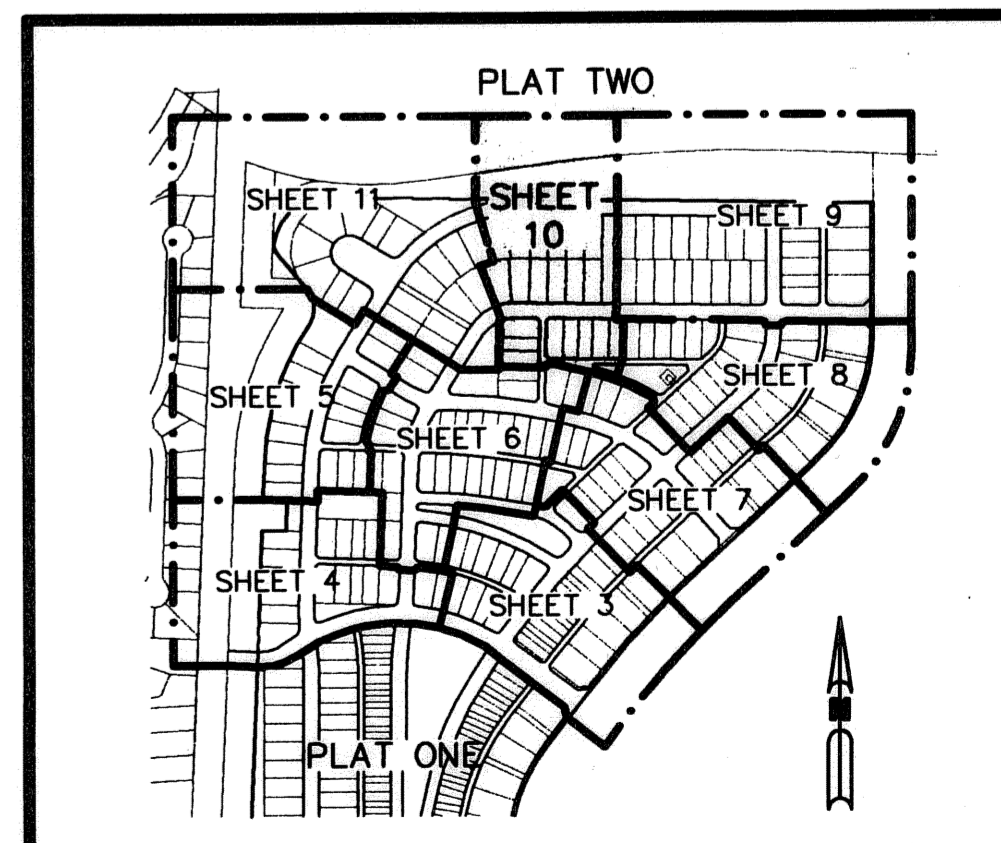 PLAT TWO
SHEET 11
SHEET
10
SHEET 9
SHEET 8
SHEET 5
SHEET 6
SHEET 7
SHEET 4
SHEET 3
PLAT ONE